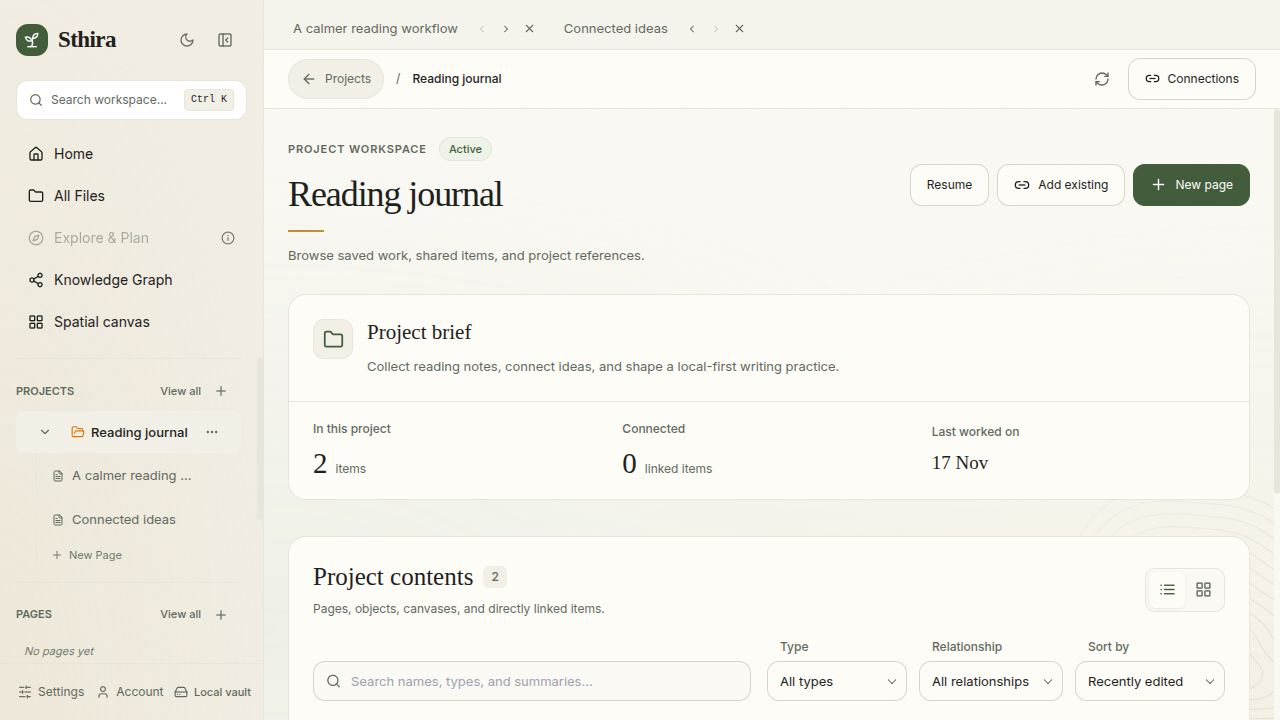 Sthira
Search workspace...
Ctrl K
Home
All Files
Explore & Plan
Knowledge Graph
Spatial canvas
PROJECTS
View all
Reading journal
A calmer reading ...
Connected ideas
New Page
PAGES
View all
No pages yet
Settings
Account
Local vault
A calmer reading workflow
Connected ideas
Projects / Reading journal
Connections
PROJECT WORKSPACE
Active
Reading journal
Resume
Add existing
New page
Browse saved work, shared items, and project references.
Project brief
Collect reading notes, connect ideas, and shape a local-first writing practice.
In this project
2 items
Connected
0 linked items
Last worked on
17 Nov
Project contents 2
Pages, objects, canvases, and directly linked items.
Search names, types, and summaries...
Type
All types
Relationship
All relationships
Sort by
Recently edited